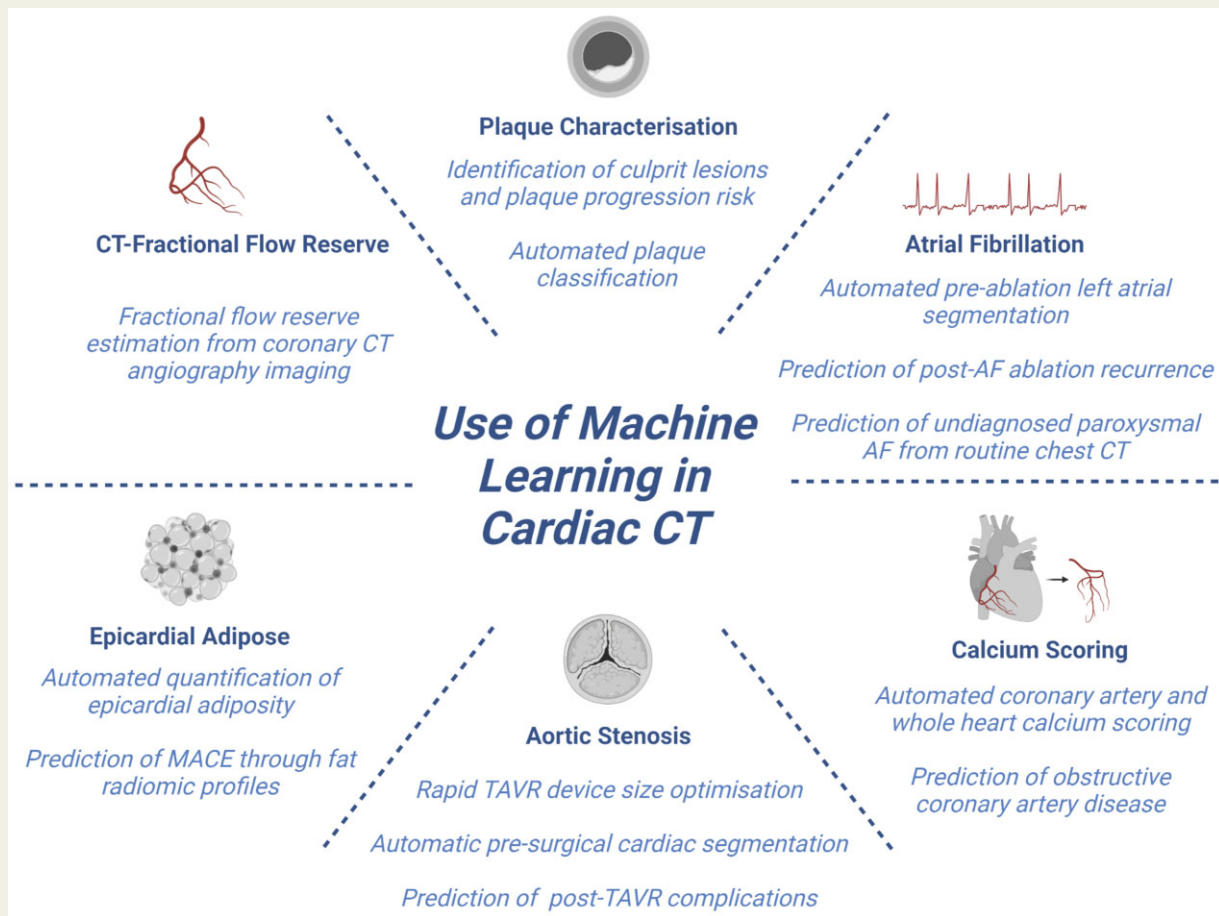 Plaque Characterisation
Identification of culprit lesions
and plaque progression risk
Automated plaque
classification
CT-Fractional Flow Reserve
Fractional flow reserve
estimation from coronary CT
angiography imaging
Atrial Fibrillation
Automated pre-ablation left atrial
segmentation
Prediction of post-AF ablation recurrence
Prediction of undiagnosed paroxysmal
AF from routine chest CT
Use of Machine
Learning in
Cardiac CT
Epicardial Adipose
Automated quantification of
epicardial adiposity
Prediction of MACE through fat
radiomic profiles
Aortic Stenosis
Rapid TAVR device size optimisation
Automatic pre-surgical cardiac segmentation
Prediction of post-TAVR complications
Calcium Scoring
Automated coronary artery and
whole heart calcium scoring
Prediction of obstructive
coronary artery disease